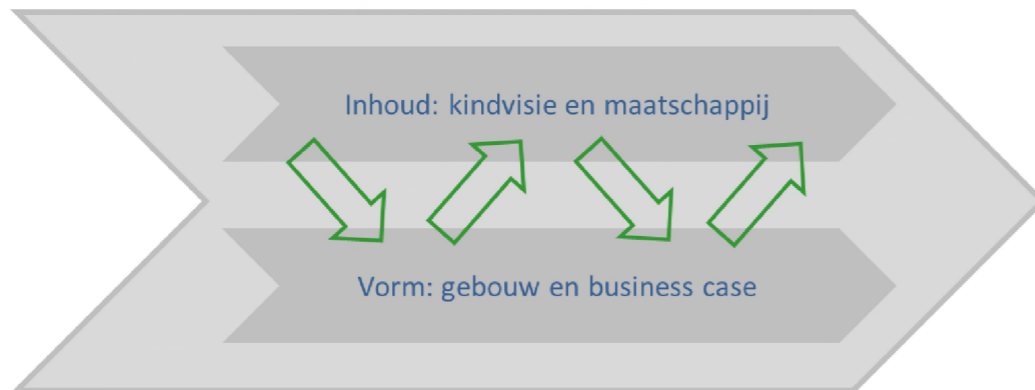 Inhoud: kindvisie en maatschappij
Vorm: gebouw en business case